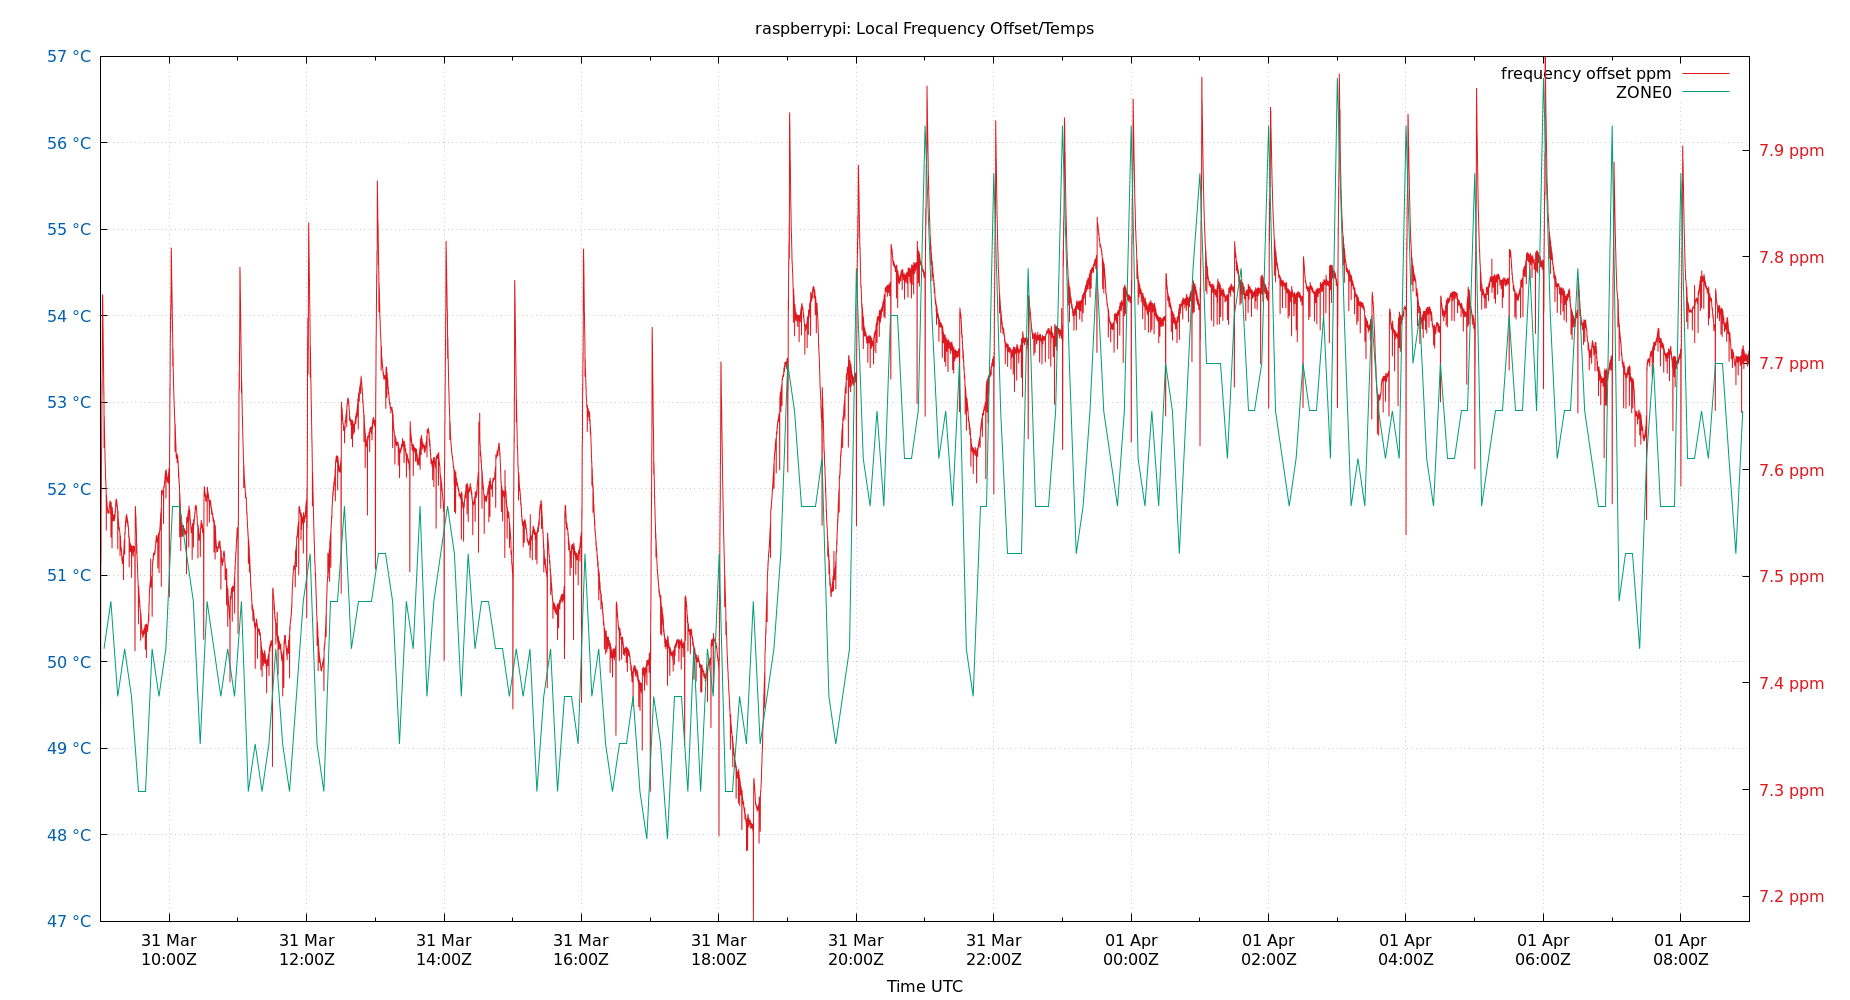 raspberrypi: Local Frequency Offset/Temps
57 °C
56 °C
55 °C
54 °C
53 °C
52 °C
51 °C
50 °C
49 °C
48 °C
47 °C
frequency offset ppm
ZONE0
7.9 ppm
7.8 ppm
7.7 ppm
7.6 ppm
7.5 ppm
7.4 ppm
7.3 ppm
7.2 ppm
31 Mar
10:00Z
31 Mar
12:00Z
31 Mar
14:00Z
31 Mar
16:00Z
31 Mar
18:00Z
31 Mar
20:00Z
31 Mar
22:00Z
01 Apr
00:00Z
01 Apr
02:00Z
01 Apr
04:00Z
01 Apr
06:00Z
01 Apr
08:00Z
Time UTC